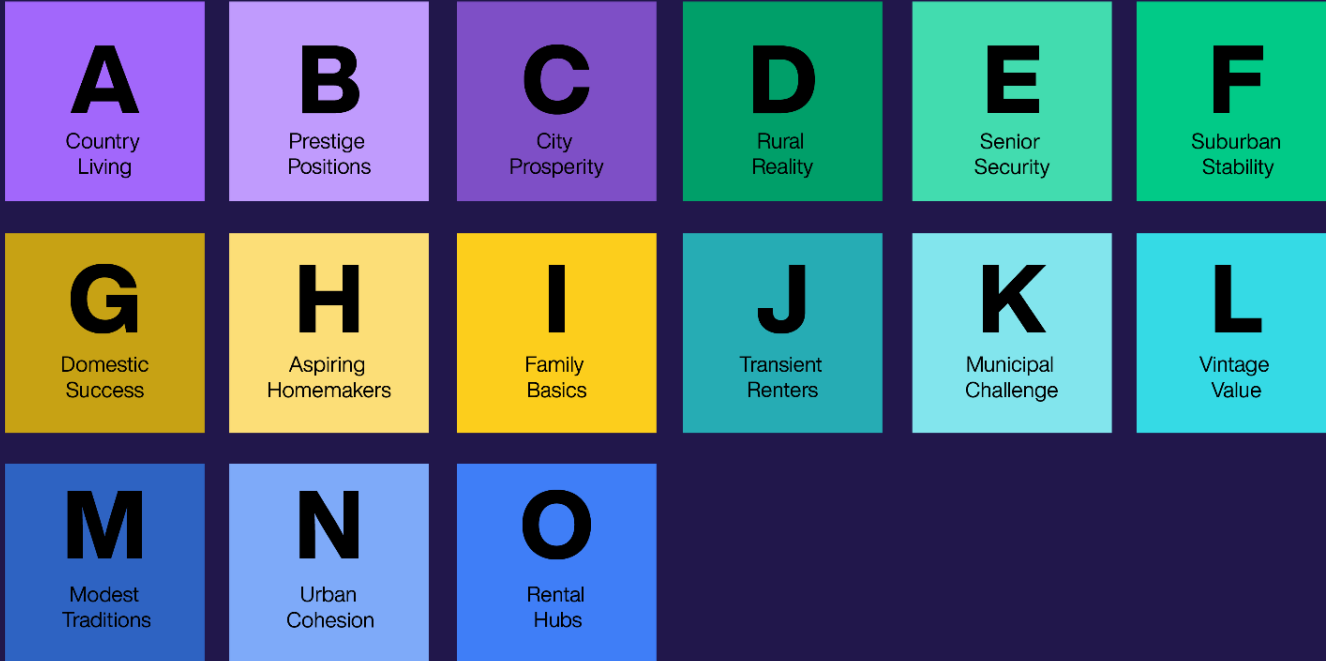 A
Country
Living
B
Prestige
Positions
C
City
Prosperity
D
Rural
Reality
E
Senior
Security
F
Suburban
Stability
G
Domestic
Success
H
Aspiring
Homemakers
I
Family
Basics
J
Transient
Renters
K
Municipal
Challenge
L
Vintage
Value
M
Modest
Traditions
N
Urban
Cohesion
O
Rental
Hubs